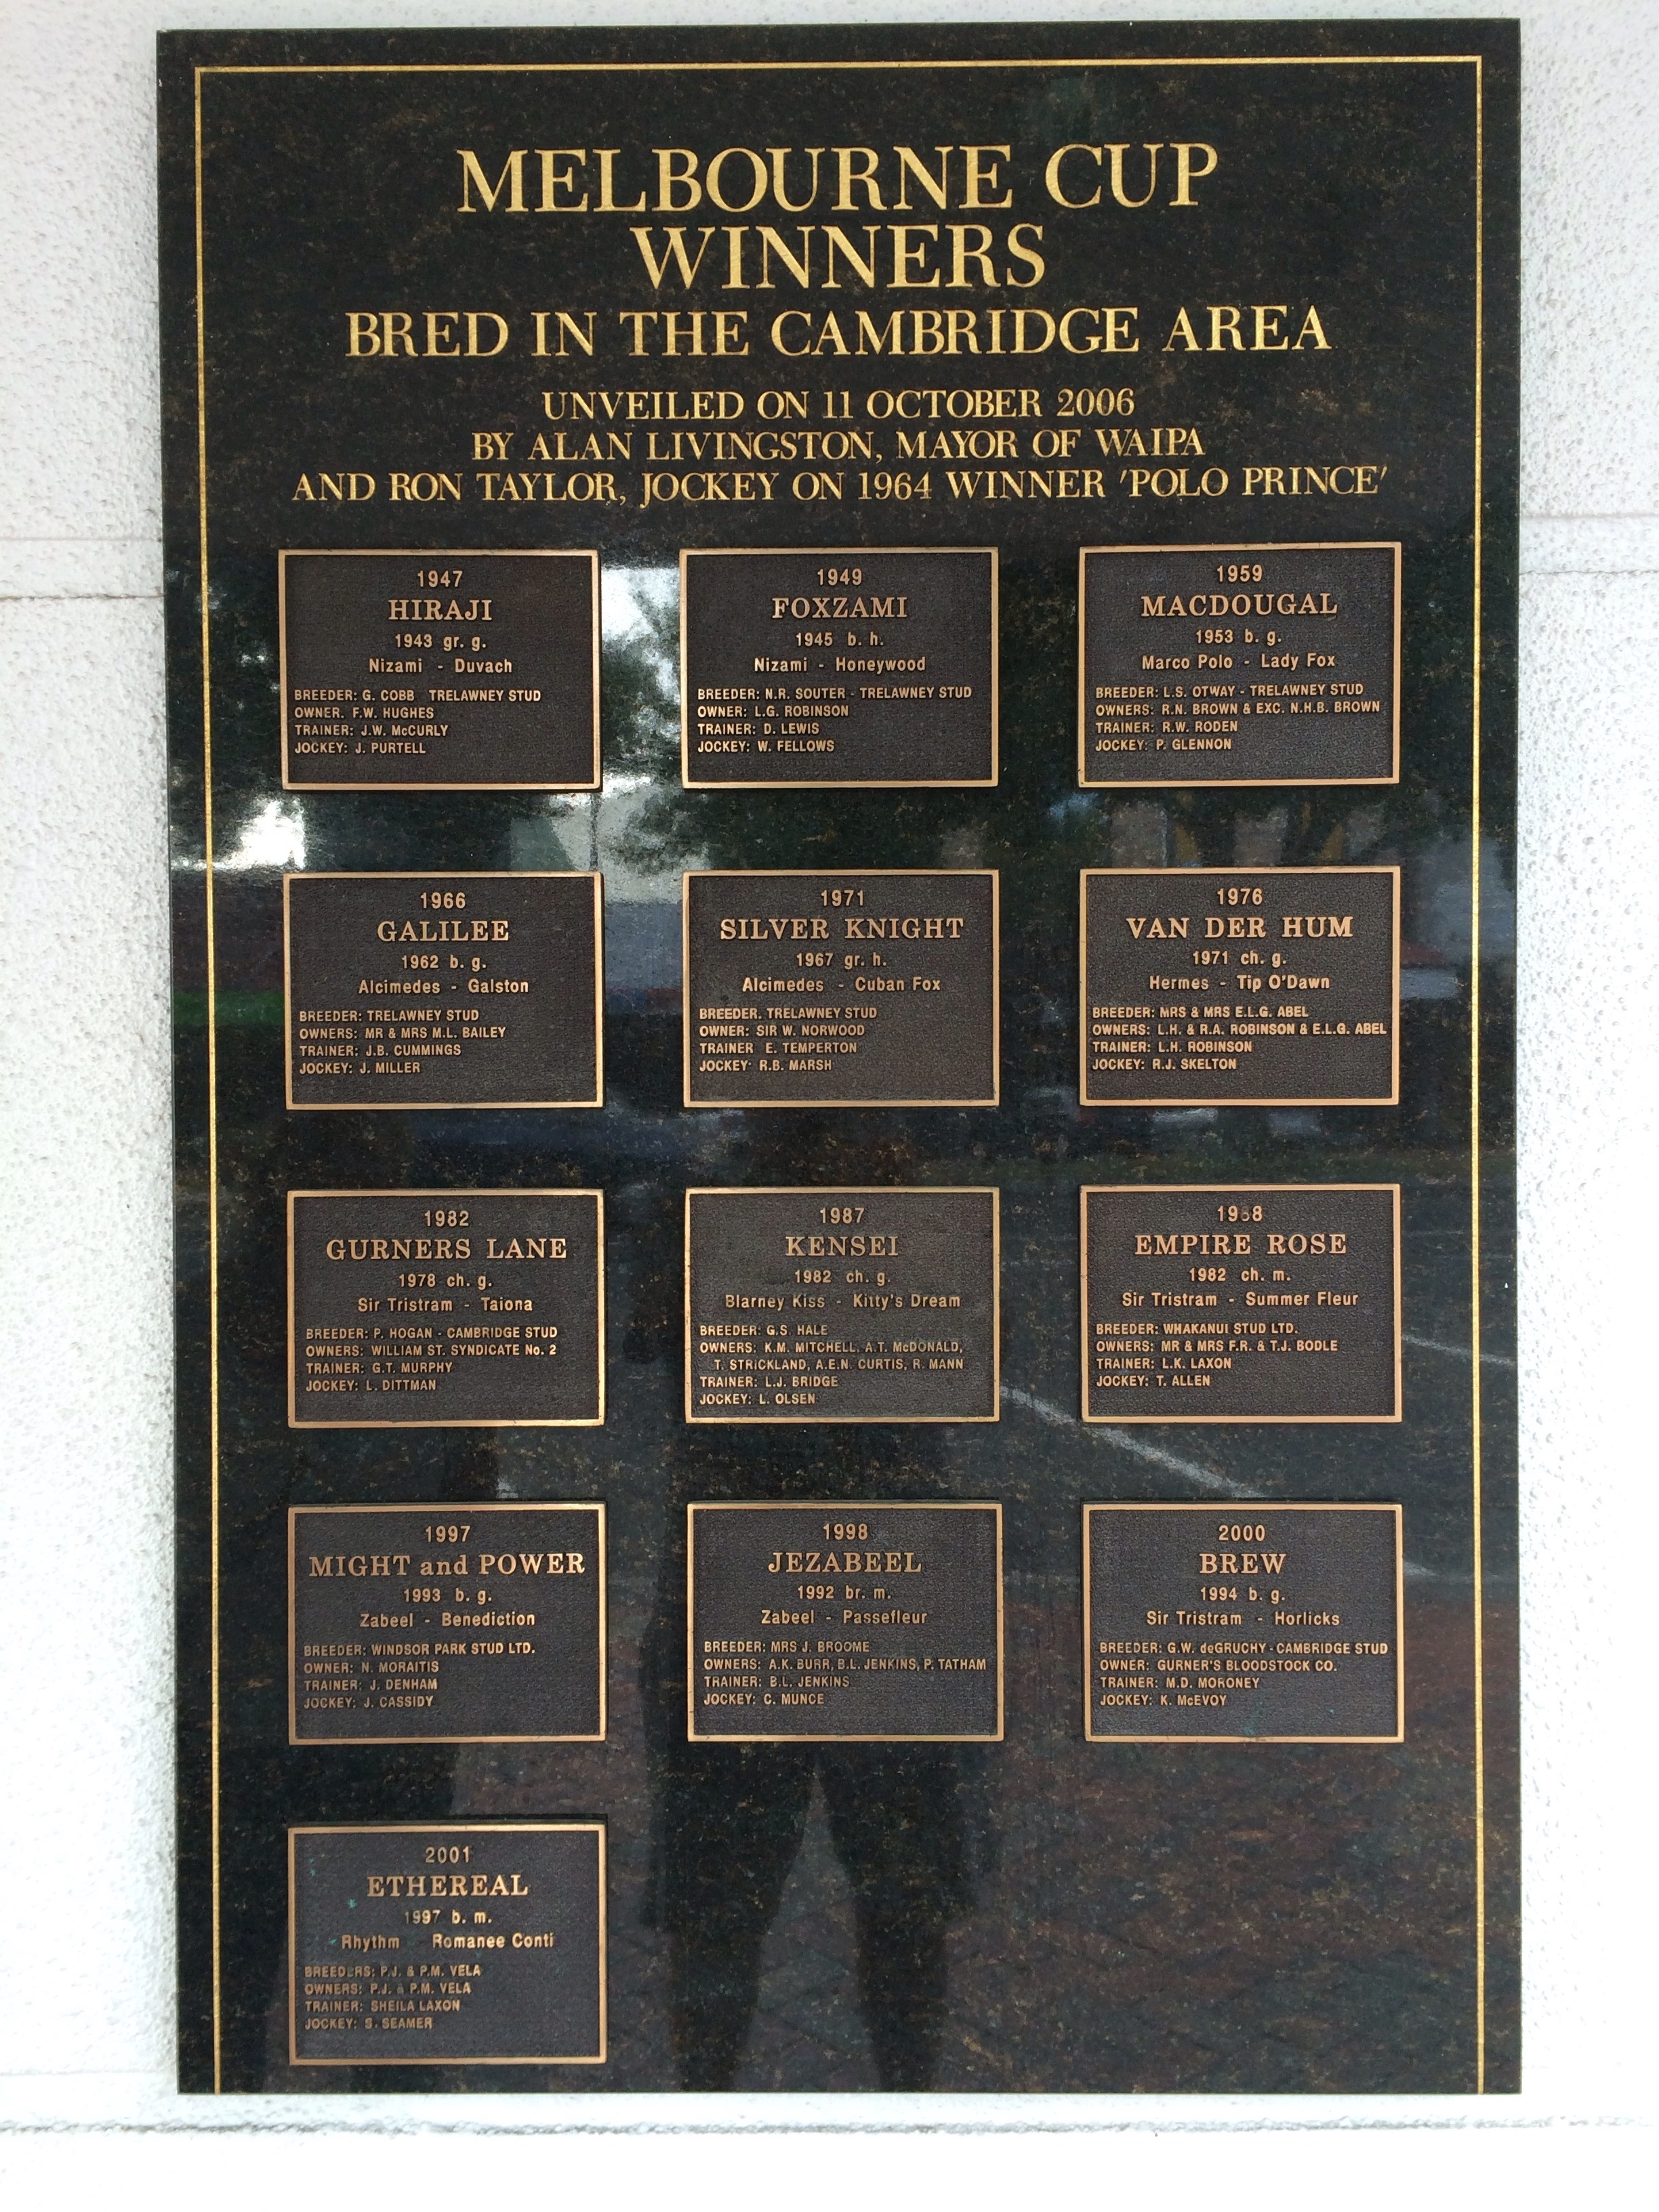 MELBOURNE CUP
WINNERS
BRED IN THE CAMBRIDGE AREA
UNVEILED ON 11 OCTOBER 2006
BY ALAN LIVINGSTON, MAYOR OF WAIPA
AND RON TAYLOR, JOCKEY ON 1964 WINNER 'POLO PRINCE'
1947
HIRAJI
1943 gr. g.
Nizami - Duvach
BREEDER: G. COBB TRELAWNEY STUD
OWNER. F.W. HUGHES
TRAINER: J.W. McCURLY
JOCKEY: J. PURTELL
1949
FOXZAMI
1945 b. h.
Nizami - Honeywood
BREEDER: N.R. SOUTER - TRELAWNEY STUD
OWNER: L.G. ROBINSON
TRAINER: D. LEWIS
JOCKEY: W. FELLOWS
1959
MACDOUGAL
1953 b. g.
Marco Polo - Lady Fox
BREEDER: L.S. OTWAY - TRELAWNEY STUD
OWNERS: R.N. BROWN & EXC. N.H.B. BROWN
TRAINER: R.W. RODEN
JOCKEY: P. GLENNON
1966
GALILEE
1962 b. g.
Alcimedes - Galston
BREEDER: TRELAWNEY STUD
OWNERS: MR & MRS M.L. BAILEY
TRAINER: J.B. CUMMINGS
JOCKEY: J. MILLER
1971
SILVER KNIGHT
1967 gr. h.
Alcimedes - Cuban Fox
BREEDER. TRELAWNEY STUD
OWNER: SIR W. NORWOOD
TRAINER E. TEMPERTON
JOCKEY: R.B. MARSH
1976
VAN DER HUM
1971 ch. g.
Hermes - Tip O'Dawn
BREEDER: MRS & MRS E.L.G. ABEL
OWNERS: L.H. & R.A. ROBINSON & E.L.G. ABEL
TRAINER: L.H. ROBINSON
JOCKEY: R.J. SKELTON
1982
GURNERS LANE
1978 ch. g.
Sir Tristram - Taiona
BREEDER: P. HOGAN - CAMBRIDGE STUD
OWNERS: WILLIAM ST. SYNDICATE No. 2
TRAINER: G.T. MURPHY
JOCKEY: L. DITTMAN
1987
KENSEI
1982 ch. g.
Blarney Kiss - Kitty's Dream
BREEDER: G.S. HALE
OWNERS: K.M. MITCHELL, A.T. McDONALD,
T. STRICKLAND, A.E.N. CURTIS, R. MANN
TRAINER: L.J. BRIDGE
JOCKEY: L. OLSEN
1988
EMPIRE ROSE
1982 ch. m.
Sir Tristram - Summer Fleur
BREEDER: WHAKANUI STUD LTD.
OWNERS: MR & MRS F.R. & T.J. BODLE
TRAINER: L.K. LAXON
JOCKEY: T. ALLEN
1997
MIGHT and POWER
1993 b. g.
Zabeel - Benediction
BREEDER: WINDSOR PARK STUD LTD.
OWNER: N. MORAITIS
TRAINER: J. DENHAM
JOCKEY: J. CASSIDY
1998
JEZABEEL
1992 br. m.
Zabeel - Passefleur
BREEDER: MRS J. BROOME
OWNERS: A.K. BURR, B.L. JENKINS, P. TATHAM
TRAINER: B.L. JENKINS
JOCKEY: C. MUNCE
2000
BREW
1994 b. g.
Sir Tristram - Horlicks
BREEDER: G.W. deGRUCHY - CAMBRIDGE STUD
OWNER: GURNER'S BLOODSTOCK CO.
TRAINER: M.D. MORONEY
JOCKEY: K. McEVOY
2001
ETHEREAL
1997 b. m.
Rhythm Romanee Conti
BREEDERS: P.J. & P.M. VELA
OWNERS: P.J. & P.M. VELA
TRAINER: SHEILA LAXON
JOCKEY: S. SEAMER